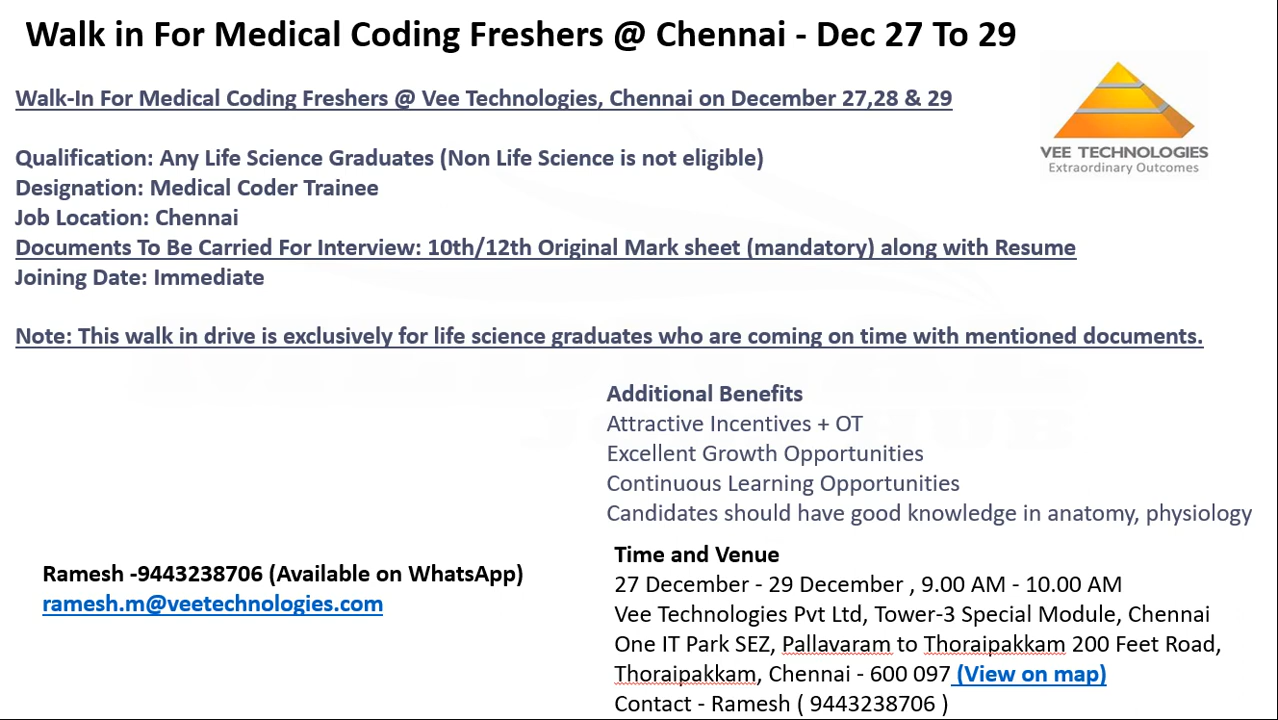 Walk in For Medical Coding Freshers @ Chennai - Dec 27 To 29
VEE TECHNOLOGIES
Extraordinary Outcomes
Walk-In For Medical Coding Freshers @ Vee Technologies, Chennai on December 27,28 & 29
Qualification: Any Life Science Graduates (Non Life Science is not eligible)
Designation: Medical Coder Trainee
Job Location: Chennai
Documents To Be Carried For Interview: 10th/12th Original Mark sheet (mandatory) along with Resume
Joining Date: Immediate
Note: This walk in drive is exclusively for life science graduates who are coming on time with mentioned documents.
Additional Benefits
Attractive Incentives + OT
Excellent Growth Opportunities
Continuous Learning Opportunities
Candidates should have good knowledge in anatomy, physiology
Ramesh -9443238706 (Available on WhatsApp)
ramesh.m@veetechnologies.com
Time and Venue
27 December - 29 December , 9.00 AM - 10.00 AM
Vee Technologies Pvt Ltd, Tower-3 Special Module, Chennai
One IT Park SEZ, Pallavaram to Thoraipakkam 200 Feet Road,
Thoraipakkam, Chennai - 600 097 (View on map)
Contact - Ramesh ( 9443238706 )